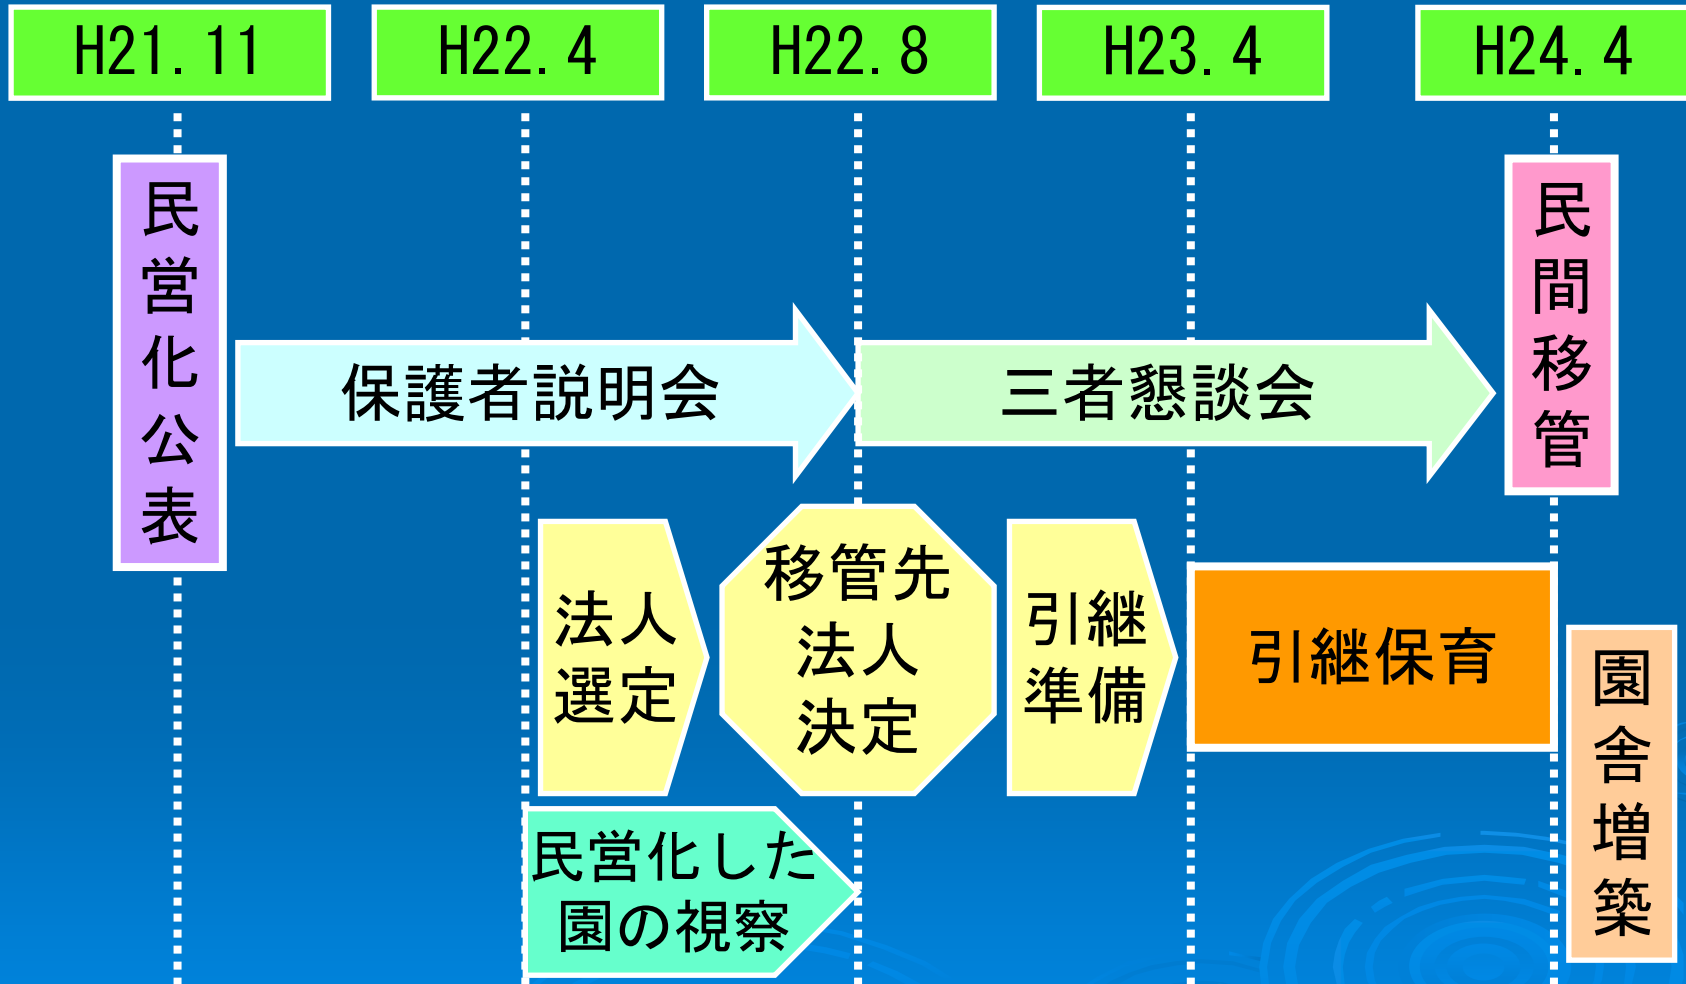 H21.11
H22.4
H22.8
H23.4
H24.4
民営化公表
保護者説明会
三者懇談会
民間移管
法人
選定
移管先
法人
決定
引継
準備
引継保育
園舎増築
民営化した
園の視察